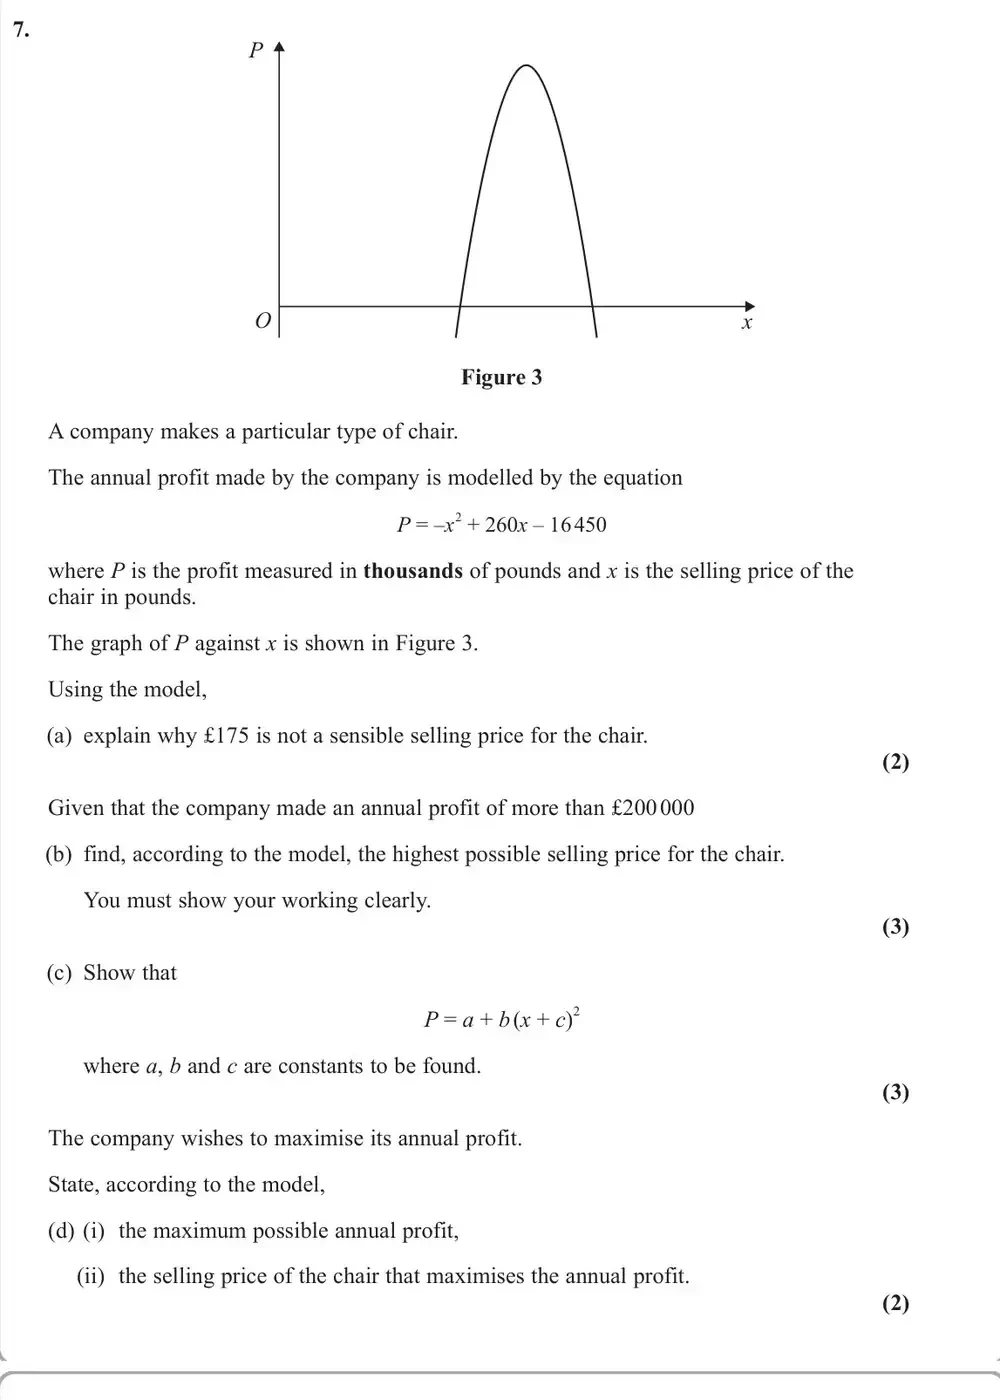 7.
P
O
x
Figure 3
A company makes a particular type of chair.
The annual profit made by the company is modelled by the equation
P = –x² + 260x – 16 450
where P is the profit measured in thousands of pounds and x is the selling price of the
chair in pounds.
The graph of P against x is shown in Figure 3.
Using the model,
(a) explain why £175 is not a sensible selling price for the chair.
(2)
Given that the company made an annual profit of more than £200 000
(b) find, according to the model, the highest possible selling price for the chair.
You must show your working clearly.
(3)
(c) Show that
P = a + b(x + c)²
where a, b and c are constants to be found.
(3)
The company wishes to maximise its annual profit.
State, according to the model,
(d) (i) the maximum possible annual profit,
(ii) the selling price of the chair that maximises the annual profit.
(2)